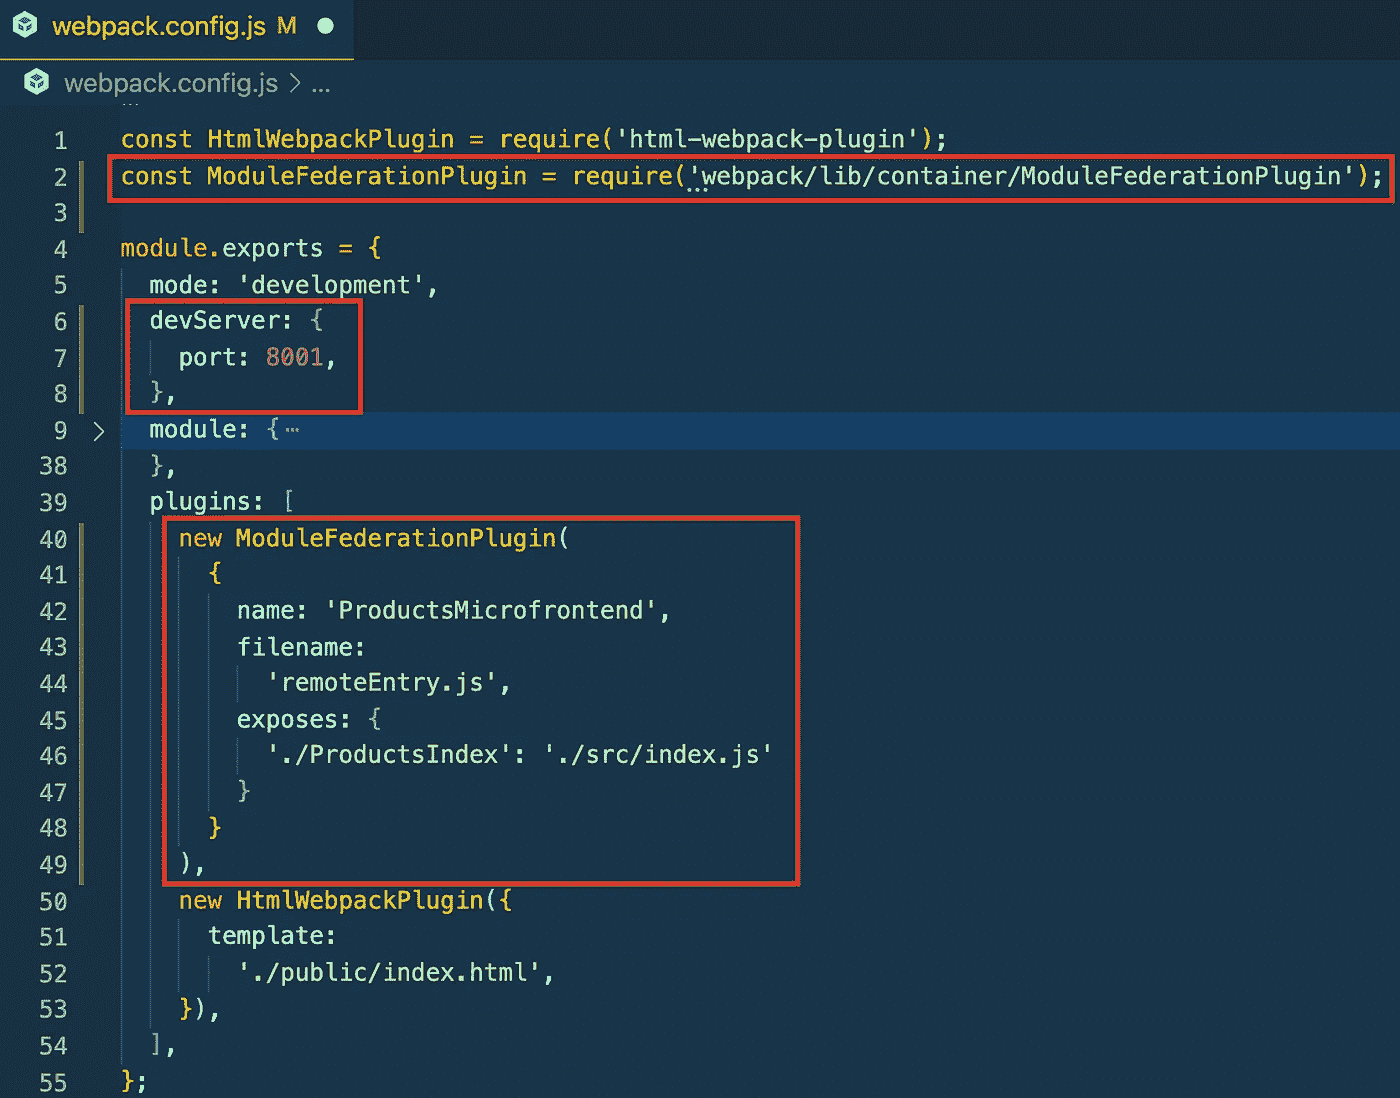 webpack.config.js M
webpack.config.js > ...
1 const HtmlWebpackPlugin = require('html-webpack-plugin');
2 const ModuleFederationPlugin = require('webpack/lib/container/ModuleFederationPlugin');
3
4 module.exports = {
5 mode: 'development',
6 devServer: {
7 port: 8001,
8 },
9 > module: {⋯
38 },
39 plugins: [
40 new ModuleFederationPlugin(
41 {
42 name: 'ProductsMicrofrontend',
43 filename:
44 'remoteEntry.js',
45 exposes: {
46 './ProductsIndex': './src/index.js'
47 }
48 }
49 ),
50 new HtmlWebpackPlugin({
51 template:
52 './public/index.html',
53 }),
54 ],
55 };